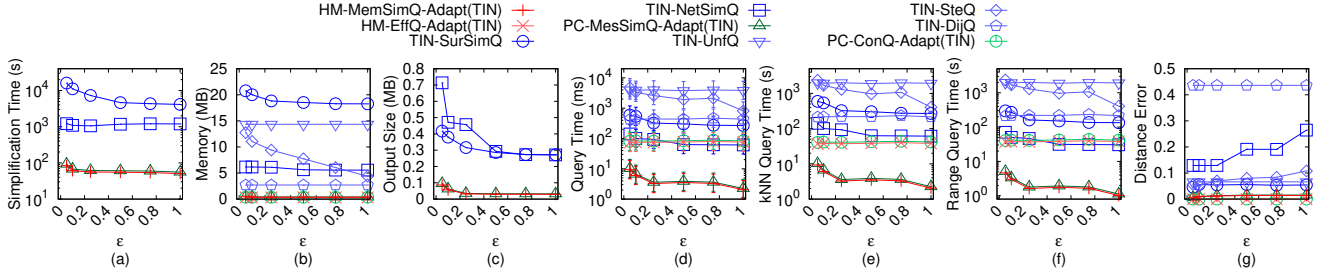 HM-MemSimQ-Adapt(TIN)
HM-EffQ-Adapt(TIN)
TIN-SurSimQ
TIN-NetSimQ
PC-MesSimQ-Adapt(TIN)
TIN-UnfQ
TIN-SteQ
TIN-DijQ
PC-ConQ-Adapt(TIN)
Simplification Time (s)
10^4
10^3
10^2
10^1
0 0.2 0.4 0.6 0.8 1
ε
(a)
Memory (MB)
25
20
15
10
5
0
0 0.2 0.4 0.6 0.8 1
ε
(b)
Output Size (MB)
0.8
0.7
0.6
0.5
0.4
0.3
0.2
0.1
0
0 0.2 0.4 0.6 0.8 1
ε
(c)
Query Time (ms)
10^4
10^3
10^2
10^1
10^0
0 0.2 0.4 0.6 0.8 1
ε
(d)
kNN Query Time (s)
10^3
10^2
10^1
10^0
0 0.2 0.4 0.6 0.8 1
ε
(e)
Range Query Time (s)
10^3
10^2
10^1
10^0
0 0.2 0.4 0.6 0.8 1
ε
(f)
Distance Error
0.5
0.4
0.3
0.2
0.1
0
0 0.2 0.4 0.6 0.8 1
ε
(g)